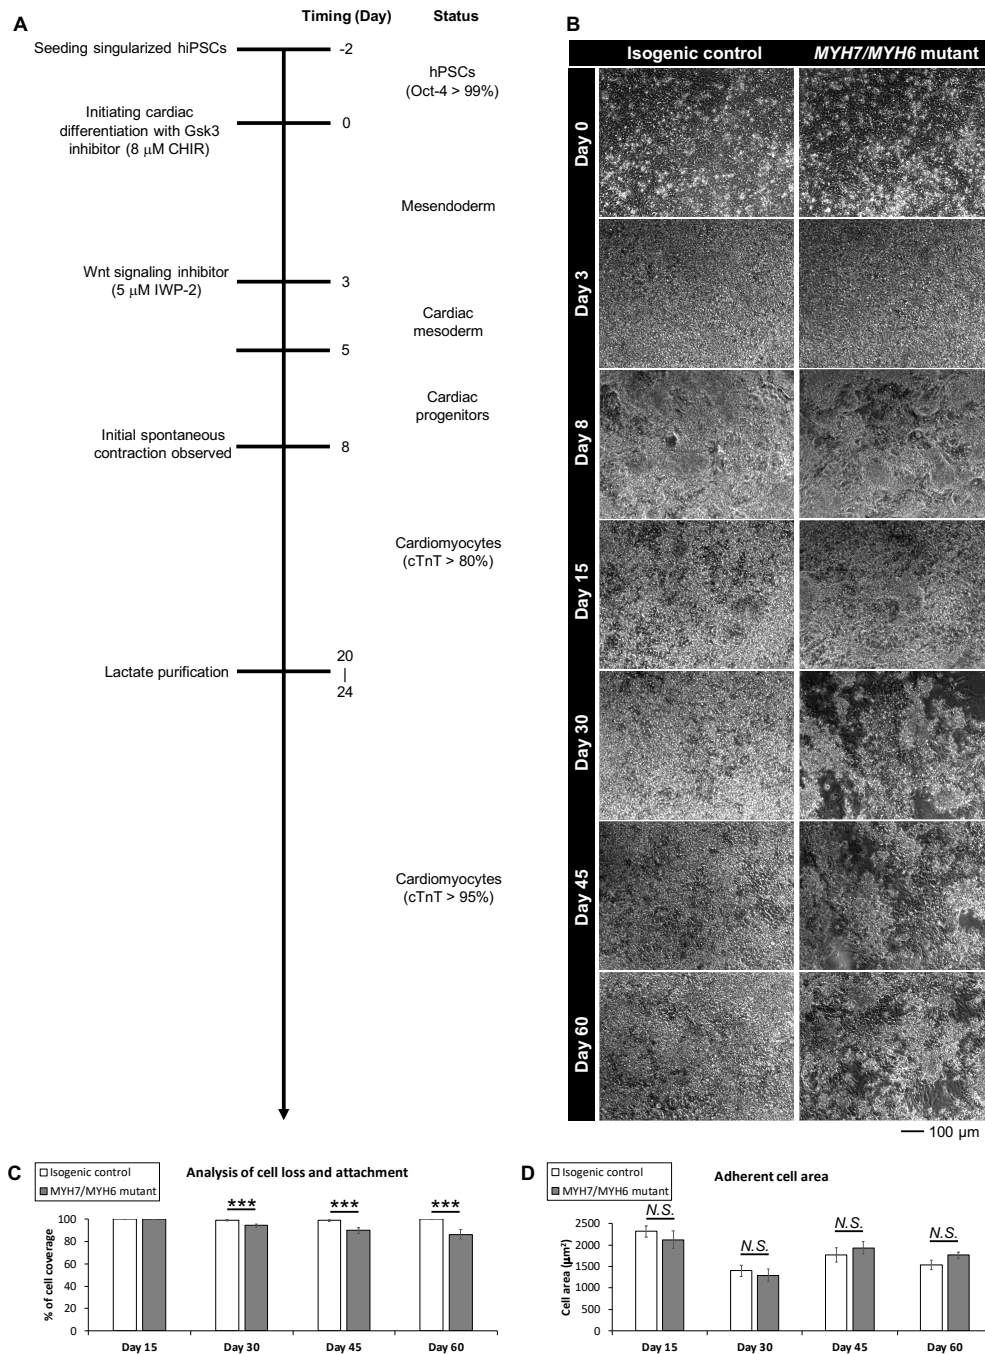 A
Timing (Day)
Status
Seeding singularized hiPSCs
-2
hPSCs
(Oct-4 > 99%)
Initiating cardiac
differentiation with Gsk3
inhibitor (8 μM CHIR)
0
Mesendoderm
Wnt signaling inhibitor
(5 μM IWP-2)
3
Cardiac
mesoderm
5
Cardiac
progenitors
Initial spontaneous
contraction observed
8
Cardiomyocytes
(cTnT > 80%)
Lactate purification
20
|
24
Cardiomyocytes
(cTnT > 95%)
B
Isogenic control
MYH7/MYH6 mutant
Day 0
Day 3
Day 8
Day 15
Day 30
Day 45
Day 60
100 μm
C
Isogenic control
MYH7/MYH6 mutant
Analysis of cell loss and attachment
***
***
***
% of cell coverage
100
80
60
40
20
0
Day 15
Day 30
Day 45
Day 60
D
Isogenic control
MYH7/MYH6 mutant
Adherent cell area
N.S.
N.S.
N.S.
N.S.
Cell area (μm²)
2500
2000
1500
1000
500
0
Day 15
Day 30
Day 45
Day 60